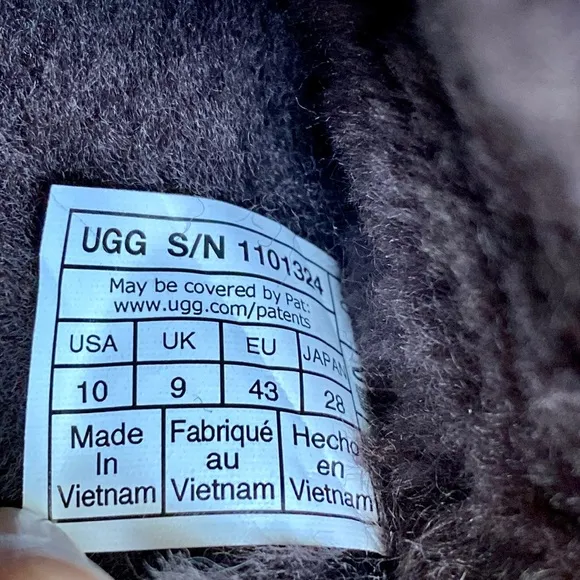 UGG S/N 1101324
May be covered by Pat:
www.ugg.com/patents
USA UK EU JAPAN
10 9 43 28
Made Fabriqué Hecho
In au en
Vietnam Vietnam Vietnam